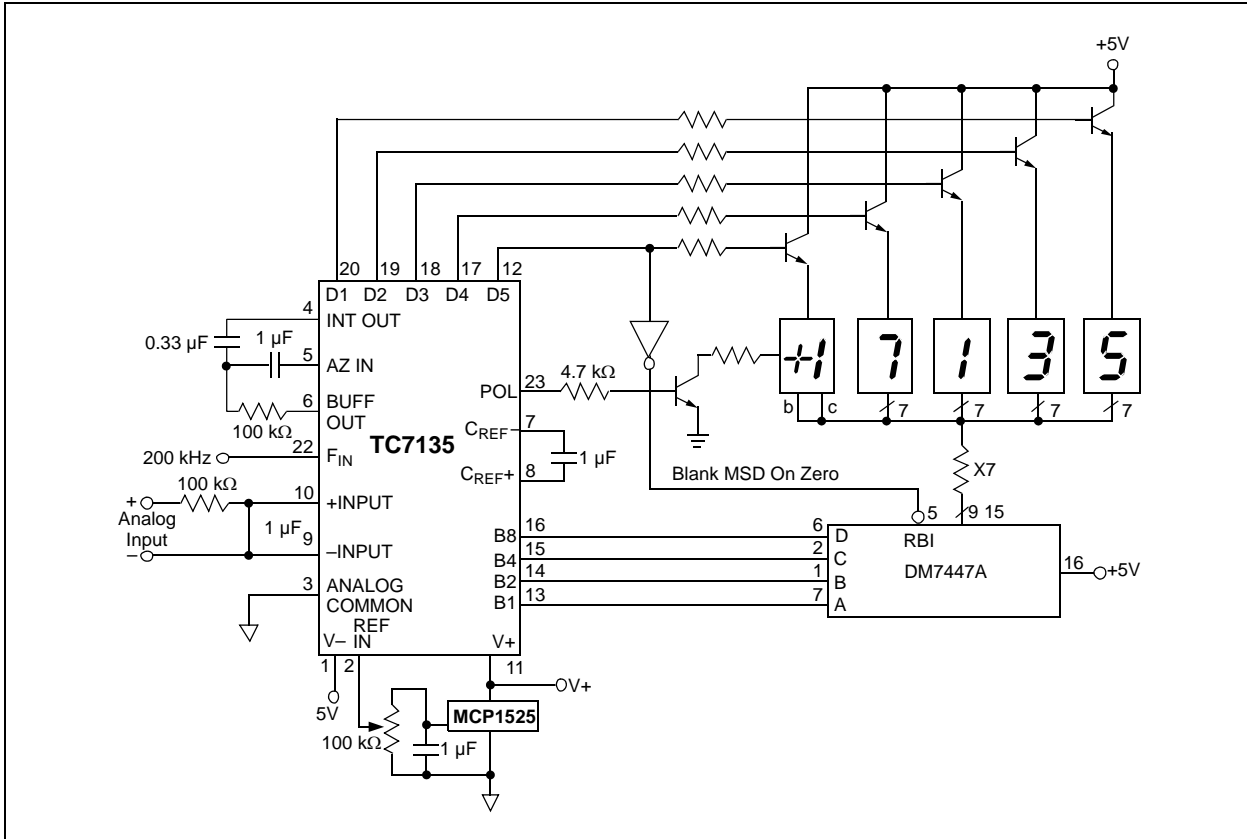 +5V
20 19 18 17 12
D1 D2 D3 D4 D5
4
INT OUT
0.33 µF
1 µF
5
AZ IN
6
BUFF
OUT
100 kΩ
22
200 kHz
FIN
100 kΩ
10
+
+INPUT
Analog
Input
1 µF
9
–
–INPUT
3
ANALOG
COMMON
REF
IN
V–
V+
1 2 11
5V
100 kΩ
1 µF
MCP1525
V+
TC7135
POL
23
4.7 kΩ
CREF–
7
1 µF
CREF+
8
B8 16
B4 15
B2 14
B1 13
+1 7 1 3 5
b c 7 7 7 7
X7
Blank MSD On Zero
5 9 15
6 D
2 C
1 B
7 A
RBI
DM7447A
16
+5V